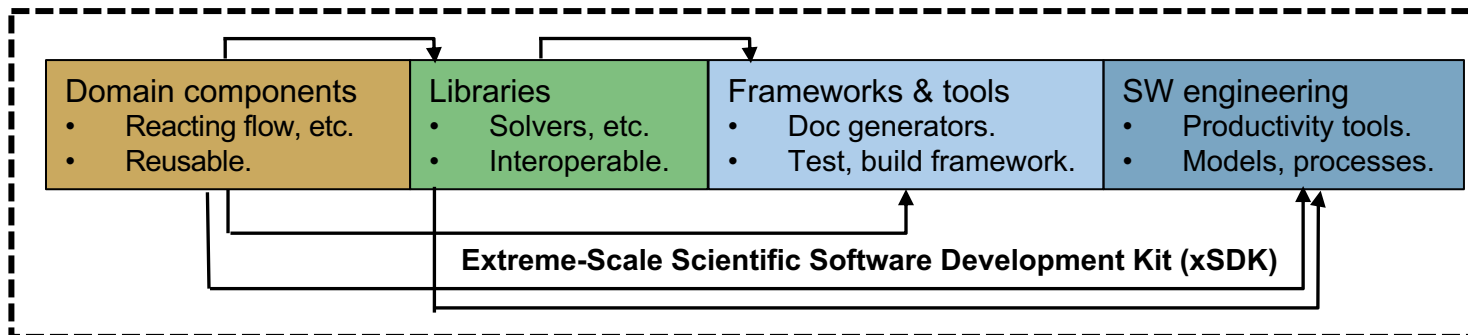 Domain components
• Reacting flow, etc.
• Reusable.
Libraries
• Solvers, etc.
• Interoperable.
Frameworks & tools
• Doc generators.
• Test, build framework.
SW engineering
• Productivity tools.
• Models, processes.
Extreme-Scale Scientific Software Development Kit (xSDK)